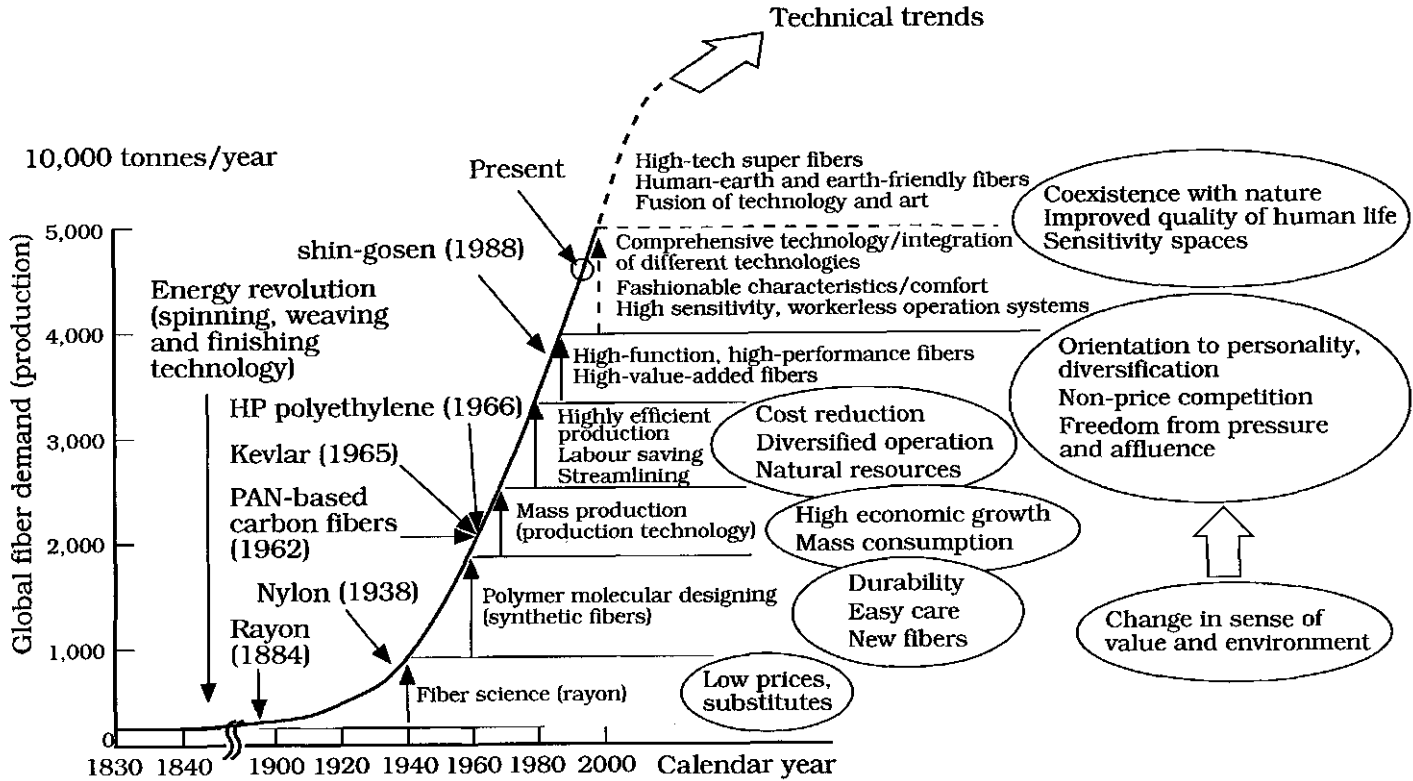 Technical trends
10,000 tonnes/year
Present
High-tech super fibers
Human-earth and earth-friendly fibers
Fusion of technology and art
Coexistence with nature
Improved quality of human life
Sensitivity spaces
shin-gosen (1988)
Comprehensive technology/integration
of different technologies
Fashionable characteristics/comfort
High sensitivity, workerless operation systems
Energy revolution
(spinning, weaving
and finishing
technology)
High-function, high-performance fibers
High-value-added fibers
Orientation to personality,
diversification
Non-price competition
Freedom from pressure
and affluence
HP polyethylene (1966)
Kevlar (1965)
PAN-based
carbon fibers
(1962)
Highly efficient
production
Labour saving
Streamlining
Cost reduction
Diversified operation
Natural resources
Mass production
(production technology)
High economic growth
Mass consumption
Nylon (1938)
Polymer molecular designing
(synthetic fibers)
Durability
Easy care
New fibers
Change in sense of
value and environment
Rayon
(1884)
Fiber science (rayon)
Low prices,
substitutes
Global fiber demand (production)
5,000
4,000
3,000
2,000
1,000
0
1830 1840 1900 1920 1940 1960 1980 2000 Calendar year